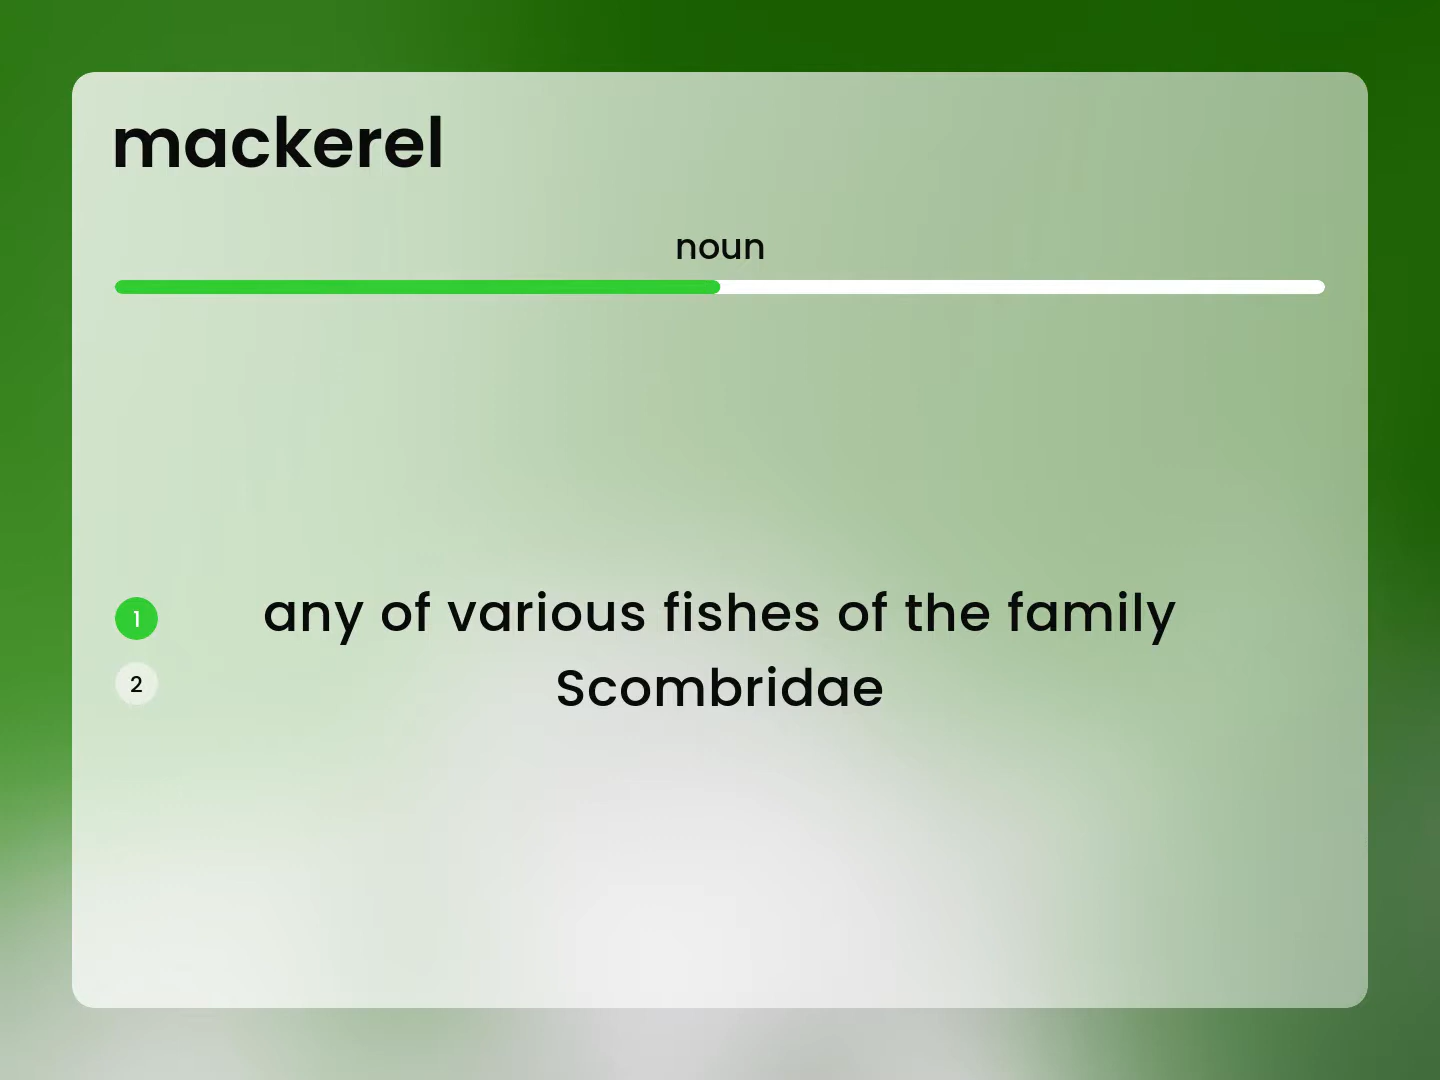 mackerel
noun
1
any of various fishes of the family
Scombridae
2